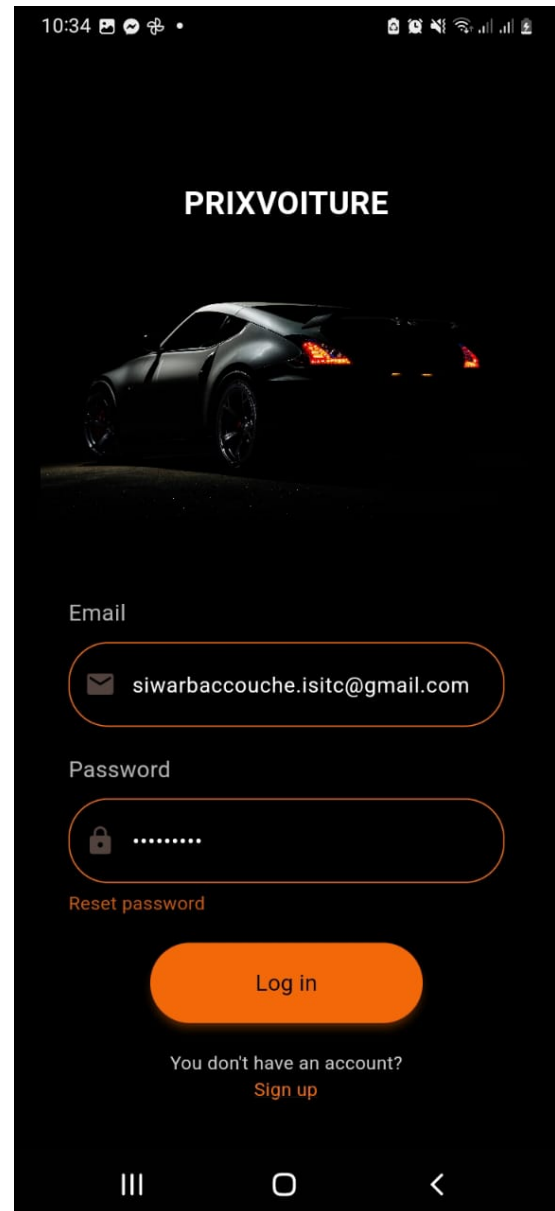 10:34
PRIXVOITURE
Email
siwarbaccouche.isitc@gmail.com
Password
•••••••••
Reset password
Log in
You don't have an account?
Sign up